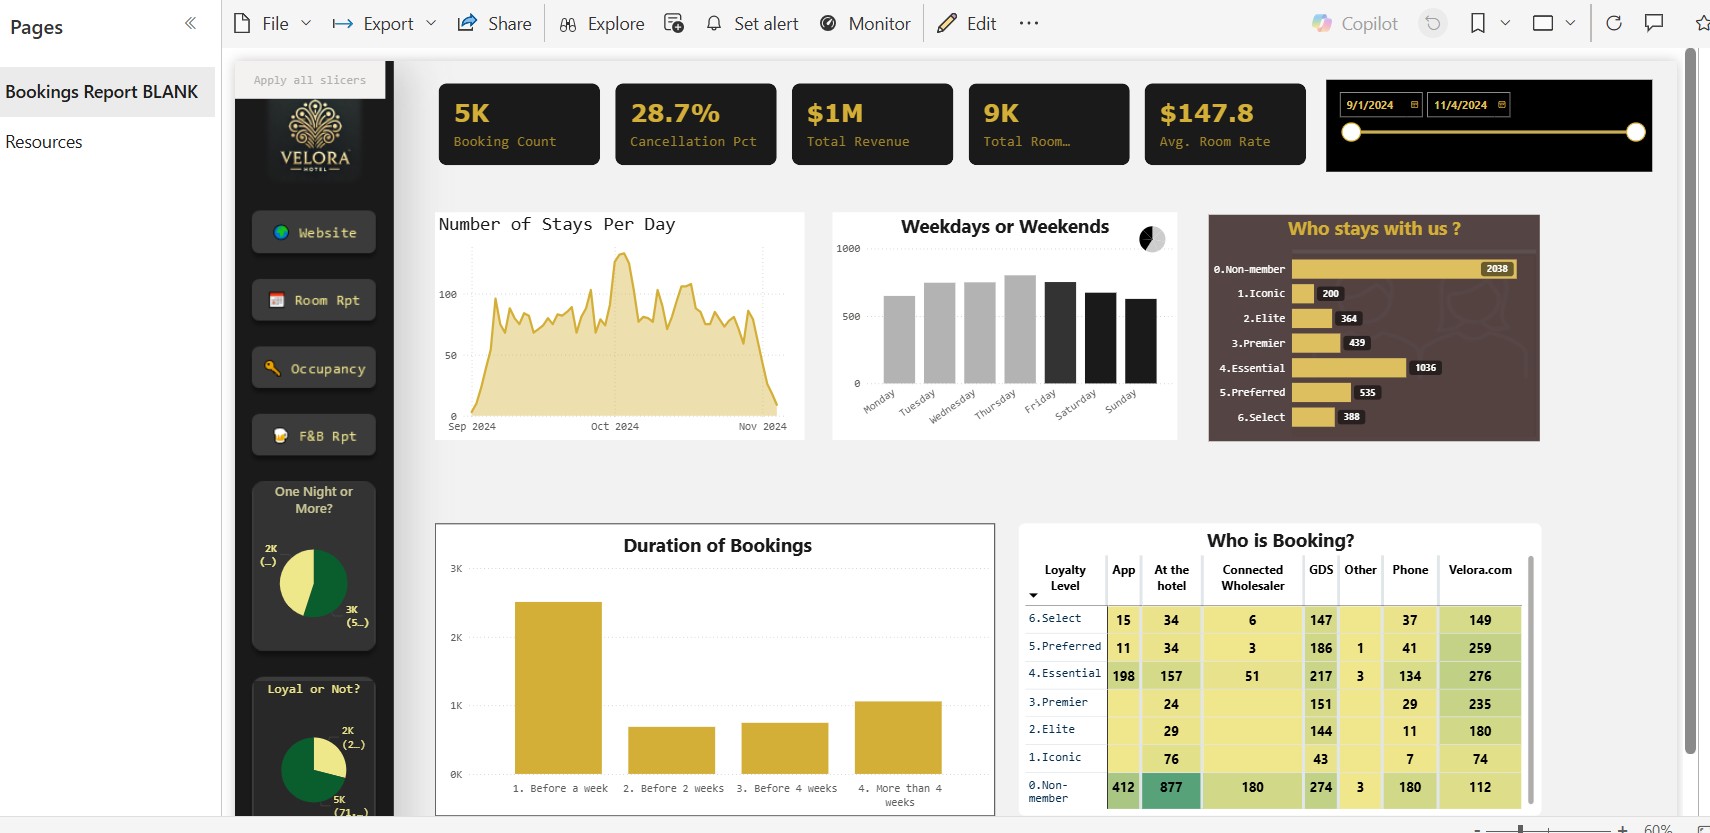 Pages
Bookings Report BLANK
Resources
File
Export
Share
Explore
Set alert
Monitor
Edit
Copilot
Apply all slicers
VELORA
HOTEL
Website
Room Rpt
Occupancy
F&B Rpt
One Night or
More?
2K
(…)
3K
(5…)
Loyal or Not?
2K
(2…)
5K
(71.…)
5K
Booking Count
28.7%
Cancellation Pct
$1M
Total Revenue
9K
Total Room…
$147.8
Avg. Room Rate
9/1/2024
11/4/2024
Number of Stays Per Day
100
50
0
Sep 2024
Oct 2024
Nov 2024
Weekdays or Weekends
1000
500
0
Monday
Tuesday
Wednesday
Thursday
Friday
Saturday
Sunday
Who stays with us ?
0.Non-member 2038
1.Iconic 200
2.Elite 364
3.Premier 439
4.Essential 1036
5.Preferred 535
6.Select 388
Duration of Bookings
3K
2K
1K
0K
1. Before a week
2. Before 2 weeks
3. Before 4 weeks
4. More than 4
weeks
Who is Booking?
Loyalty
Level
App
At the
hotel
Connected
Wholesaler
GDS
Other
Phone
Velora.com
6.Select 15 34 6 147 37 149
5.Preferred 11 34 3 186 1 41 259
4.Essential 198 157 51 217 3 134 276
3.Premier 24 151 29 235
2.Elite 29 144 11 180
1.Iconic 76 43 7 74
0.Non-
member 412 877 180 274 3 180 112
60%